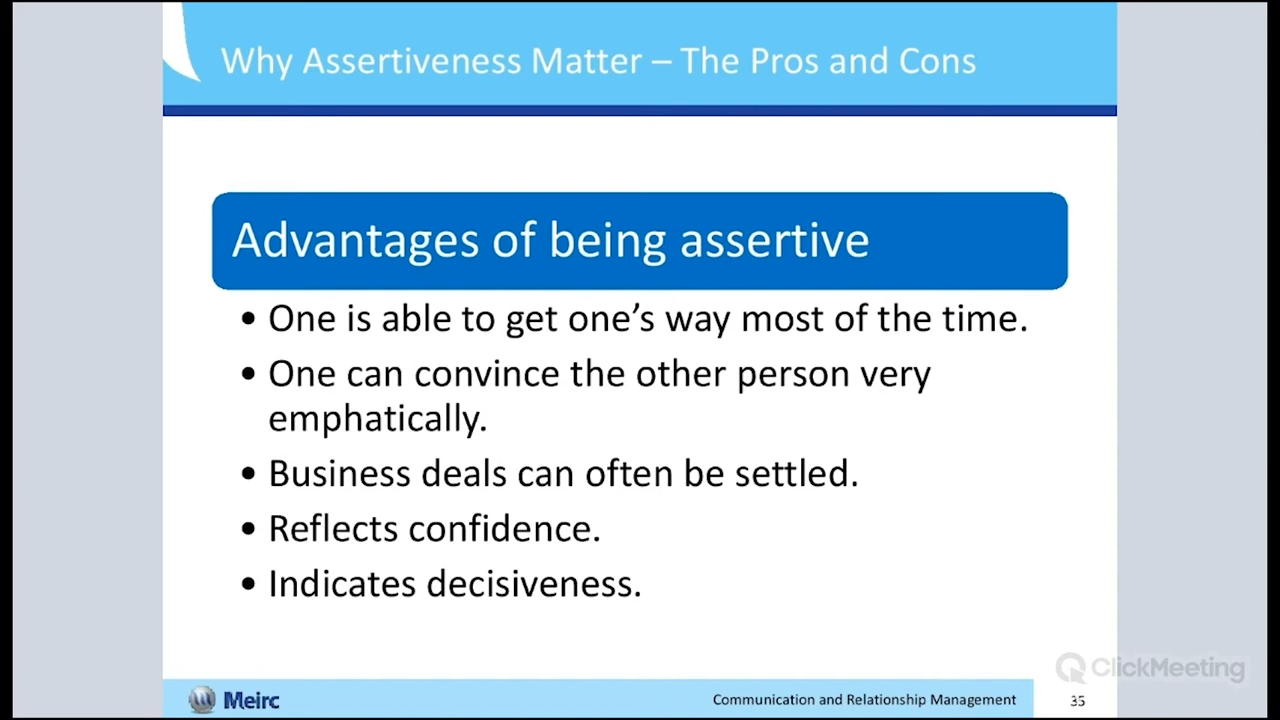 Why Assertiveness Matter – The Pros and Cons
Advantages of being assertive
• One is able to get one’s way most of the time.
• One can convince the other person very
emphatically.
• Business deals can often be settled.
• Reflects confidence.
• Indicates decisiveness.
ClickMeeting
Meirc
Communication and Relationship Management
35